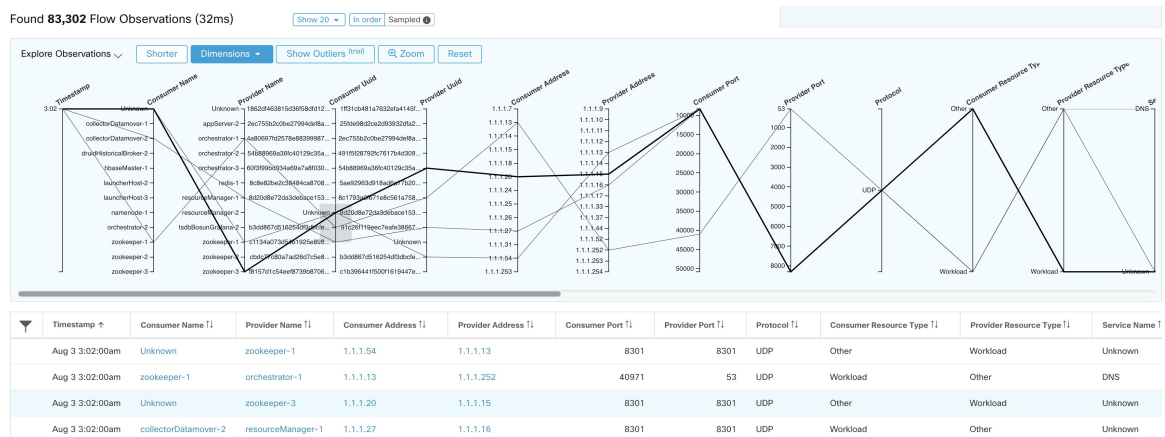 Found 83,302 Flow Observations (32ms)
Show 20
In order Sampled
Explore Observations
Shorter
Dimensions
Show Outliers (trial)
Zoom
Reset
Timestamp
Consumer Name
Provider Name
Consumer Uuid
Provider Uuid
Consumer Address
Provider Address
Consumer Port
Provider Port
Protocol
Consumer Resource Typ
Provider Resource Type
3:02
Unknown
collectorDatamover-1
collectorDatamover-2
druidHistoricalBroker-2
hbaseMaster-1
launcherHost-2
launcherHost-3
namenode-1
orchestrator-2
zookeeper-1
zookeeper-2
zookeeper-3
Unknown
appServer-2
orchestrator-1
orchestrator-2
orchestrator-3
redis-1
resourceManager-1
resourceManager-2
tsdbBosunGrafana-2
zookeeper-1
zookeeper-2
zookeeper-3
Unknown
Unknown
1.1.1.7
1.1.1.13
1.1.1.14
1.1.1.16
1.1.1.18
1.1.1.20
1.1.1.21
1.1.1.26
1.1.1.27
1.1.1.31
1.1.1.54
1.1.1.254
1.1.1.9
1.1.1.10
1.1.1.11
1.1.1.12
1.1.1.13
1.1.1.14
1.1.1.15
1.1.1.16
1.1.1.33
1.1.1.37
1.1.1.44
1.1.1.52
1.1.1.252
1.1.1.253
1.1.1.254
10000
15000
20000
25000
30000
35000
40000
45000
50000
53
1000
2000
3000
4000
5000
6000
7000
8000
UDP
Other
Workload
Other
Workload
DNS
Unknown
Timestamp ↑ Consumer Name ↑↓ Provider Name ↑↓ Consumer Address ↑↓ Provider Address ↑↓ Consumer Port ↑↓ Provider Port ↑↓ Protocol ↑↓ Consumer Resource Type ↑↓ Provider Resource Type ↑↓ Service Name
Aug 3 3:02:00am Unknown zookeeper-1 1.1.1.54 1.1.1.13 8301 8301 UDP Other Workload Unknown
Aug 3 3:02:00am zookeeper-1 orchestrator-1 1.1.1.13 1.1.1.252 40971 53 UDP Workload Other DNS
Aug 3 3:02:00am Unknown zookeeper-3 1.1.1.20 1.1.1.15 8301 8301 UDP Other Workload Unknown
Aug 3 3:02:00am collectorDatamover-2 resourceManager-1 1.1.1.27 1.1.1.16 8301 8301 UDP Workload Other Unknown